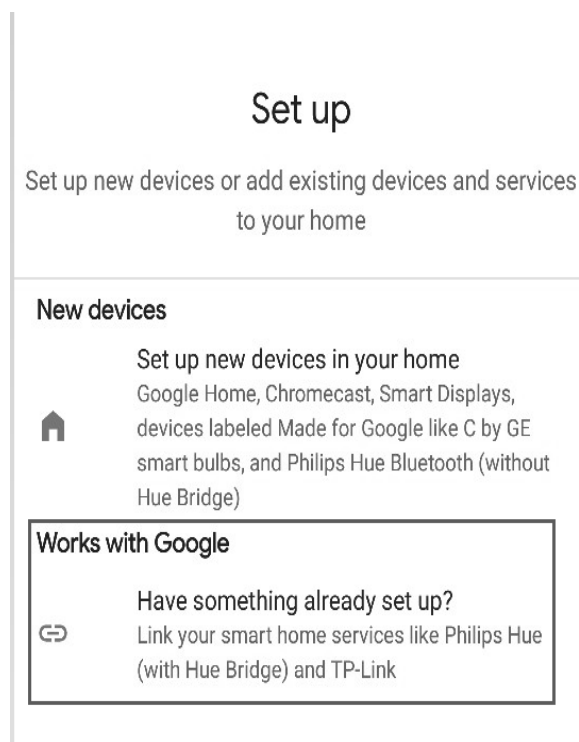 Set up
Set up new devices or add existing devices and services
to your home
New devices
Set up new devices in your home
Google Home, Chromecast, Smart Displays,
devices labeled Made for Google like C by GE
smart bulbs, and Philips Hue Bluetooth (without
Hue Bridge)
Works with Google
Have something already set up?
Link your smart home services like Philips Hue
(with Hue Bridge) and TP-Link